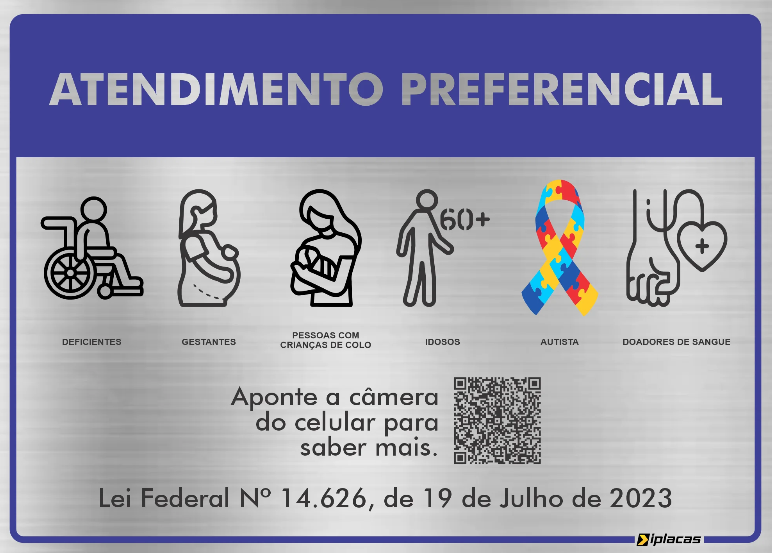 ATENDIMENTO PREFERENCIAL
60+
DEFICIENTES
GESTANTES
PESSOAS COM
CRIANÇAS DE COLO
IDOSOS
AUTISTA
DOADORES DE SANGUE
Aponte a câmera
do celular para
saber mais.
Lei Federal Nº 14.626, de 19 de Julho de 2023
iplacas